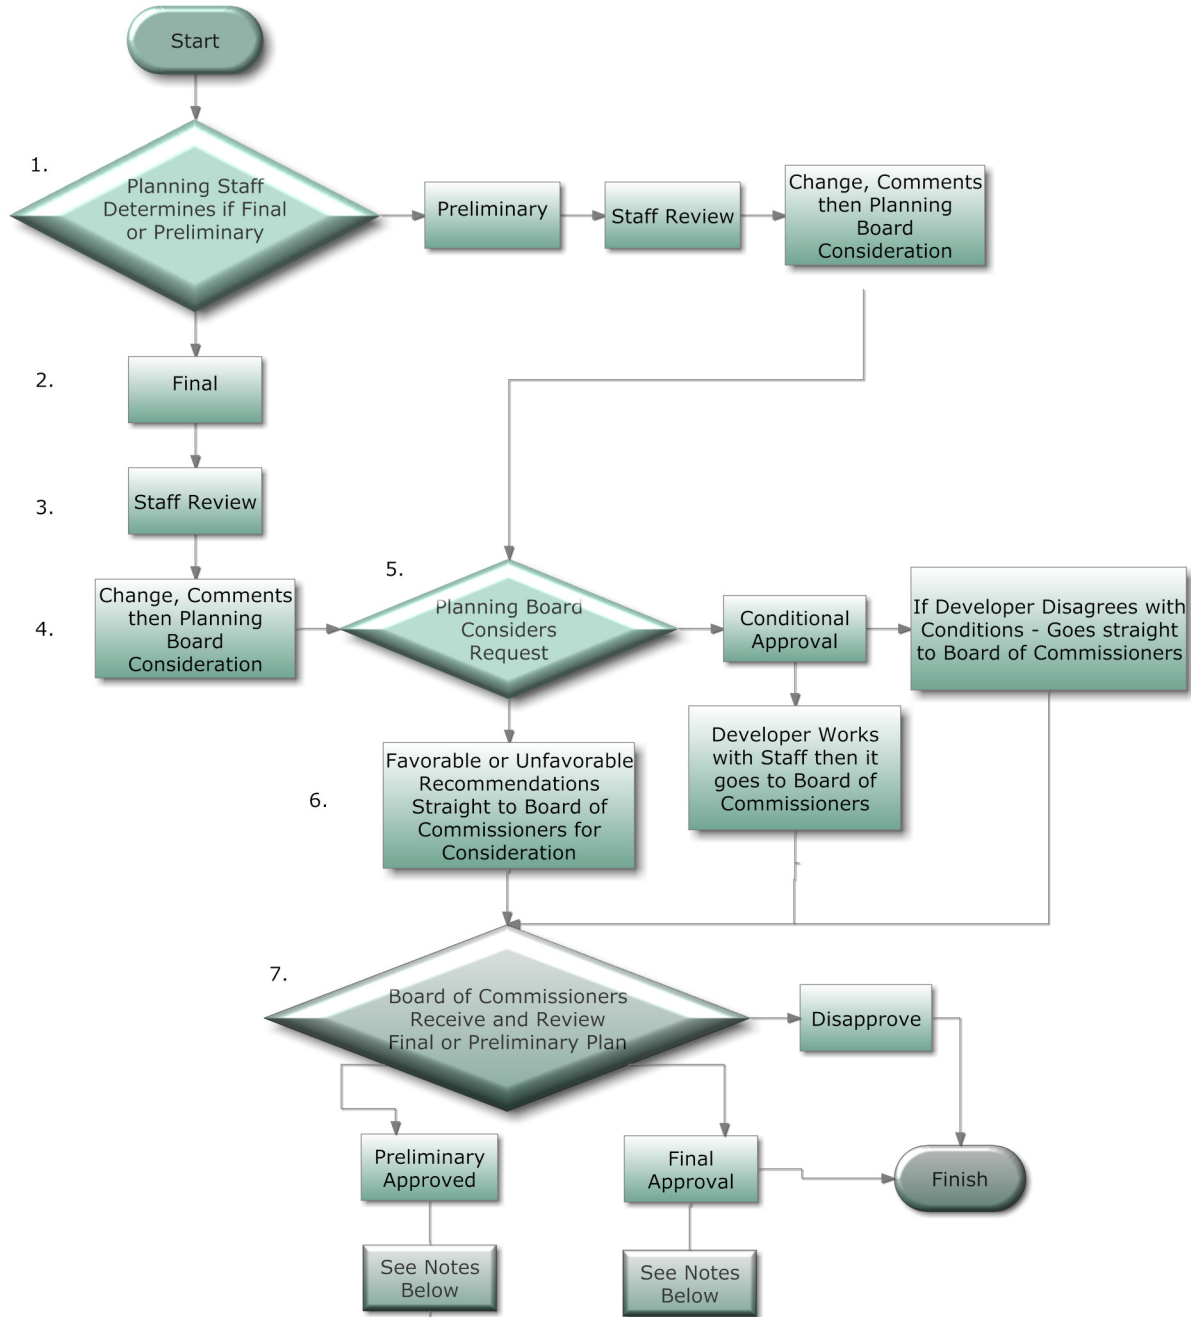 Start
1.
Planning Staff
Determines if Final
or Preliminary
Preliminary
Staff Review
Change, Comments
then Planning
Board
Consideration
2.
Final
3.
Staff Review
4.
Change, Comments
then Planning
Board
Consideration
5.
Planning Board
Considers
Request
Conditional
Approval
If Developer Disagrees with
Conditions - Goes straight
to Board of Commissioners
6.
Favorable or Unfavorable
Recommendations
Straight to Board of
Commissioners for
Consideration
Developer Works
with Staff then it
goes to Board of
Commissioners
7.
Board of Commissioners
Receive and Review
Final or Preliminary Plan
Disapprove
Preliminary
Approved
Final
Approval
Finish
See Notes
Below
See Notes
Below